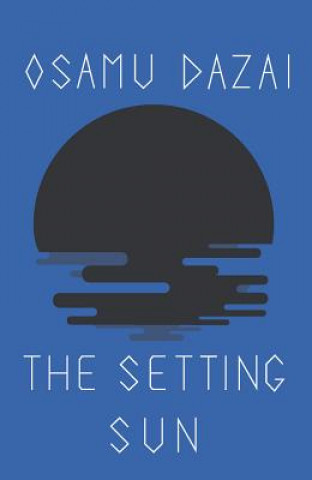 OSAMU DAZAI
THE SETTING
SUN